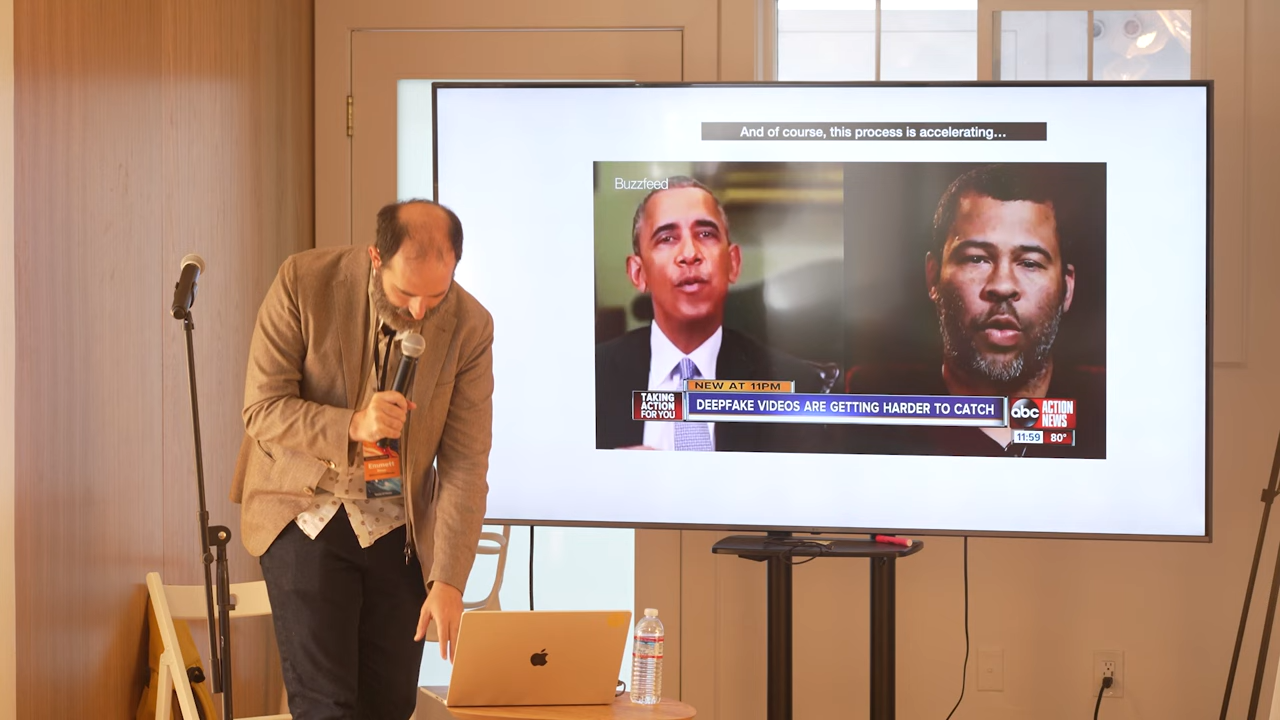 And of course, this process is accelerating...
Buzzfeed
NEW AT 11PM
TAKING
ACTION
FOR YOU
DEEPFAKE VIDEOS ARE GETTING HARDER TO CATCH
abc
ACTION
NEWS
11:59 80°
Emmett